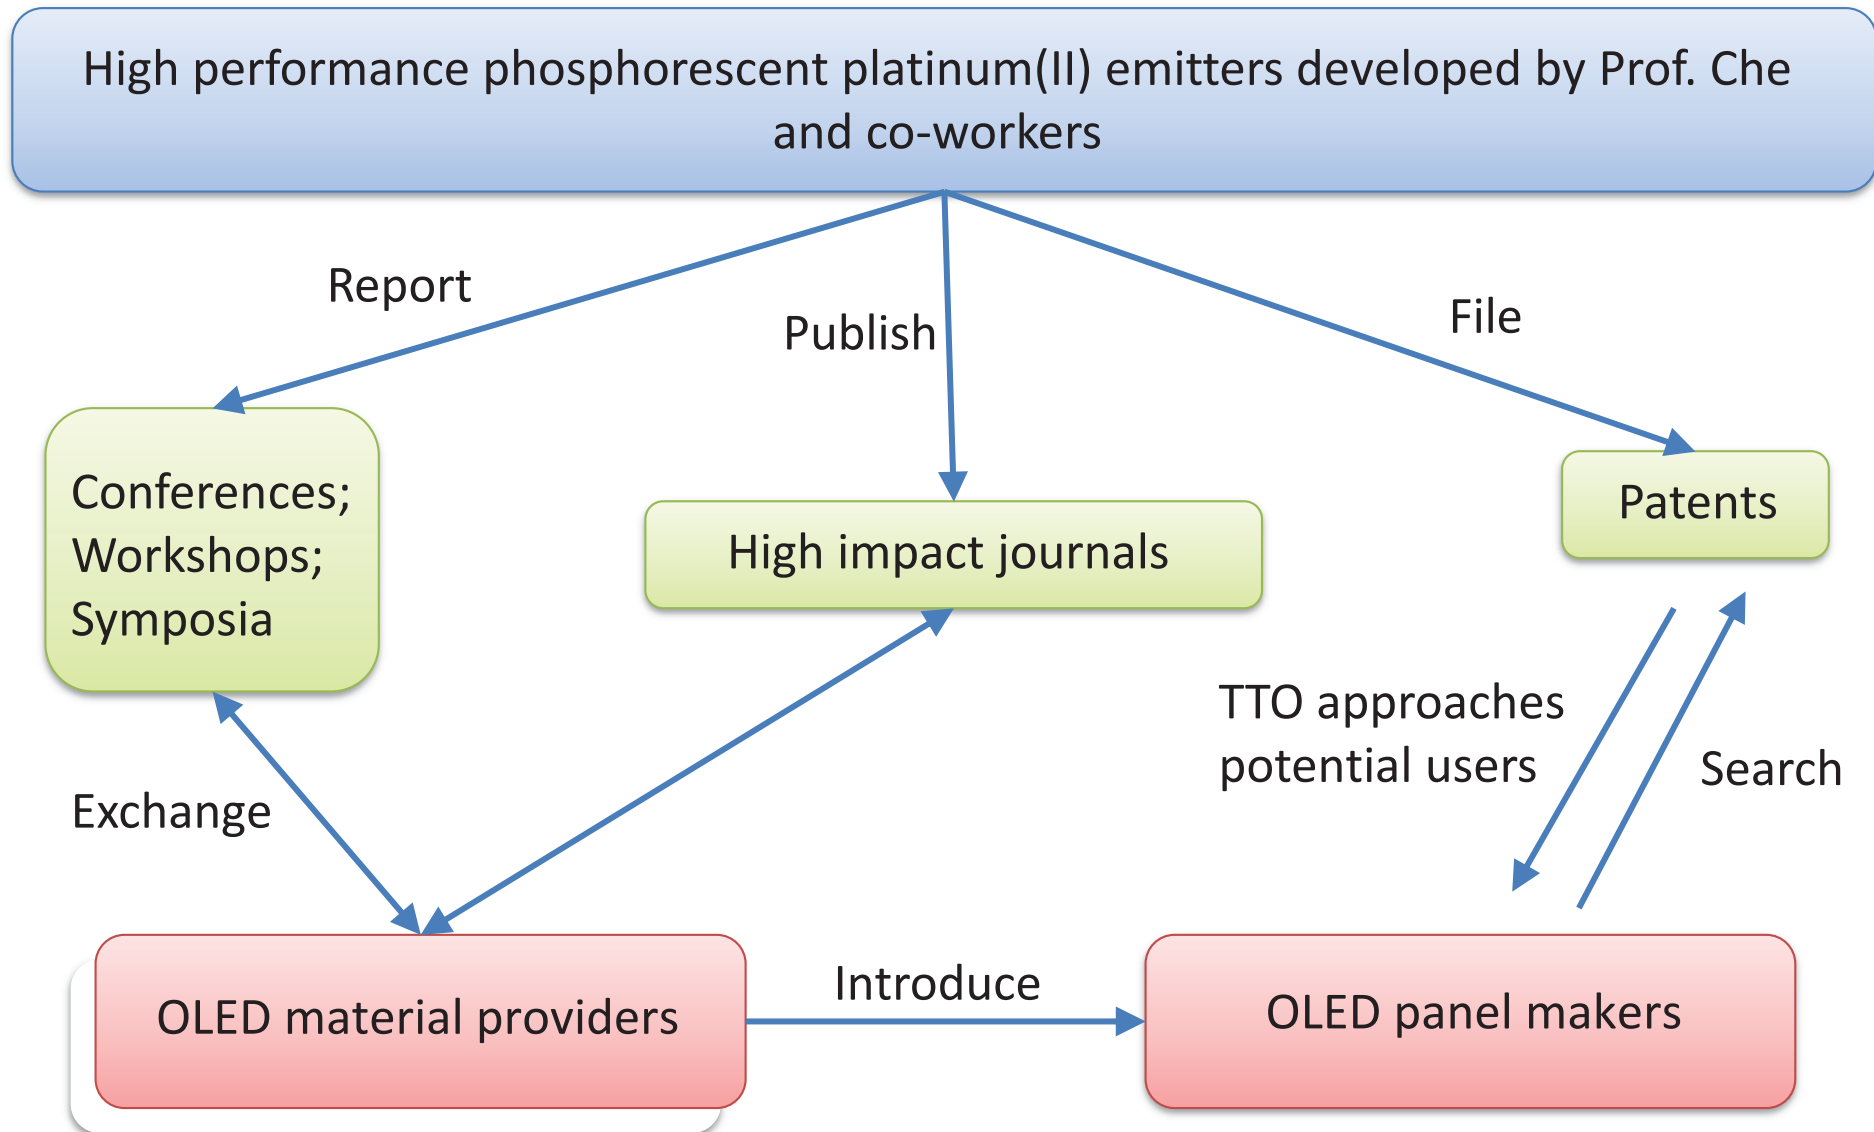 High performance phosphorescent platinum(II) emitters developed by Prof. Che
and co-workers
Report
Publish
File
Conferences;
Workshops;
Symposia
High impact journals
Patents
TTO approaches
potential users
Search
Exchange
Introduce
OLED material providers
OLED panel makers